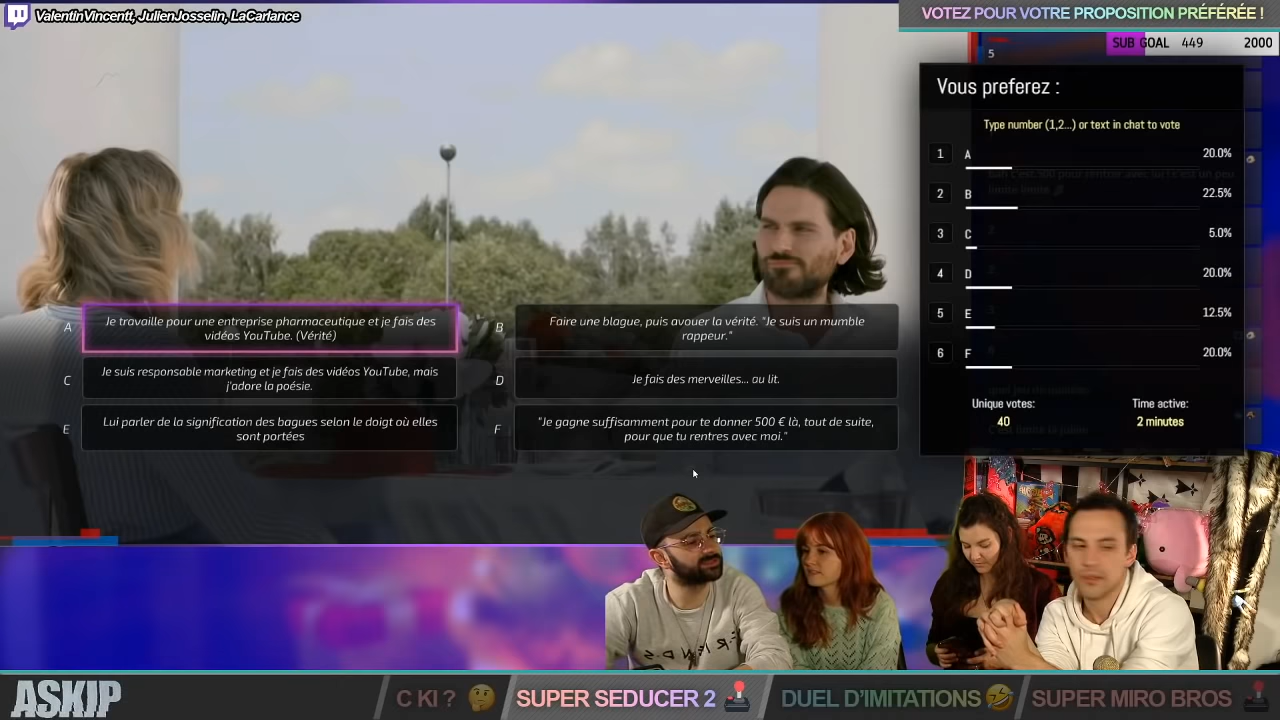 ValentinVincentt, JulienJosselin, LaCarlance
VOTEZ POUR VOTRE PROPOSITION PRÉFÉRÉE !
SUB GOAL 449 2000
5
Vous preferez :
Type number (1,2...) or text in chat to vote
1 A 20.0%
2 B 22.5%
3 C 5.0%
4 D 20.0%
5 E 12.5%
6 F 20.0%
Unique votes: Time active:
40 2 minutes
A Je travaille pour une entreprise pharmaceutique et je fais des
vidéos YouTube. (Vérité)
B Faire une blague, puis avouer la vérité. "Je suis un mumble
rappeur."
C Je suis responsable marketing et je fais des vidéos YouTube, mais
j'adore la poésie.
D Je fais des merveilles... au lit.
E Lui parler de la signification des bagues selon le doigt où elles
sont portées
F "Je gagne suffisamment pour te donner 500 € là, tout de suite,
pour que tu rentres avec moi."
FRIENDS
ASKIP
C KI ? SUPER SEDUCER 2 DUEL D'IMITATIONS SUPER MIRO BROS